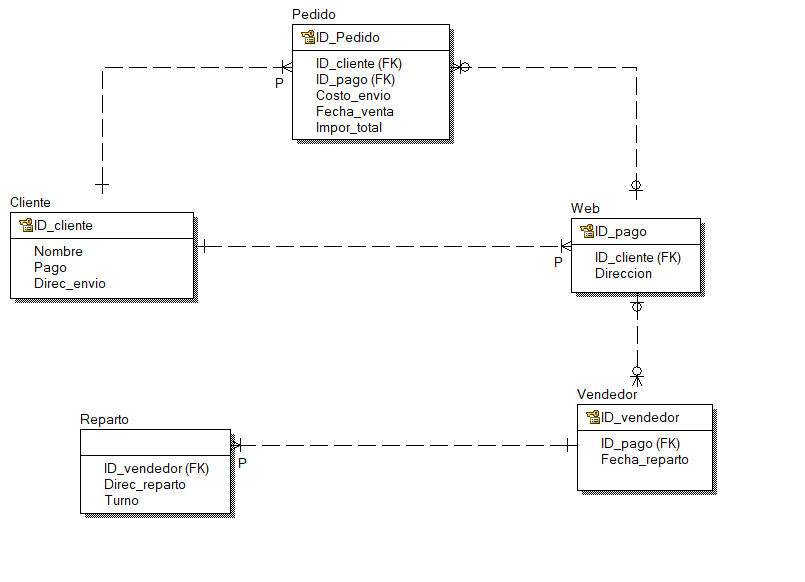 Pedido
ID_Pedido
ID_cliente (FK)
ID_pago (FK)
Costo_envio
Fecha_venta
Impor_total
P
Cliente
ID_cliente
Nombre
Pago
Direc_envio
Web
ID_pago
ID_cliente (FK)
Direccion
P
Vendedor
ID_vendedor
ID_pago (FK)
Fecha_reparto
Reparto
ID_vendedor (FK)
Direc_reparto
Turno
P